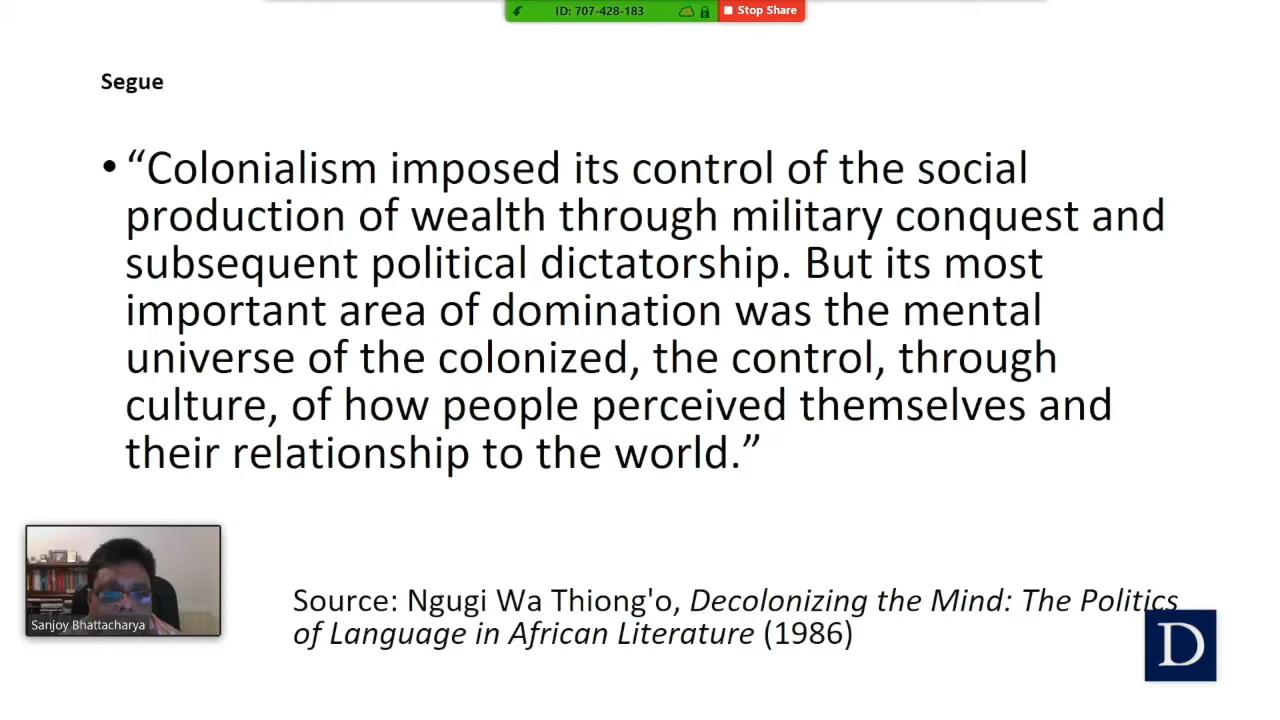 ID: 707-428-183 Stop Share
Segue
• “Colonialism imposed its control of the social
production of wealth through military conquest and
subsequent political dictatorship. But its most
important area of domination was the mental
universe of the colonized, the control, through
culture, of how people perceived themselves and
their relationship to the world.”
Source: Ngugi Wa Thiong'o, Decolonizing the Mind: The Politics
of Language in African Literature (1986)
Sanjoy Bhattacharya
D